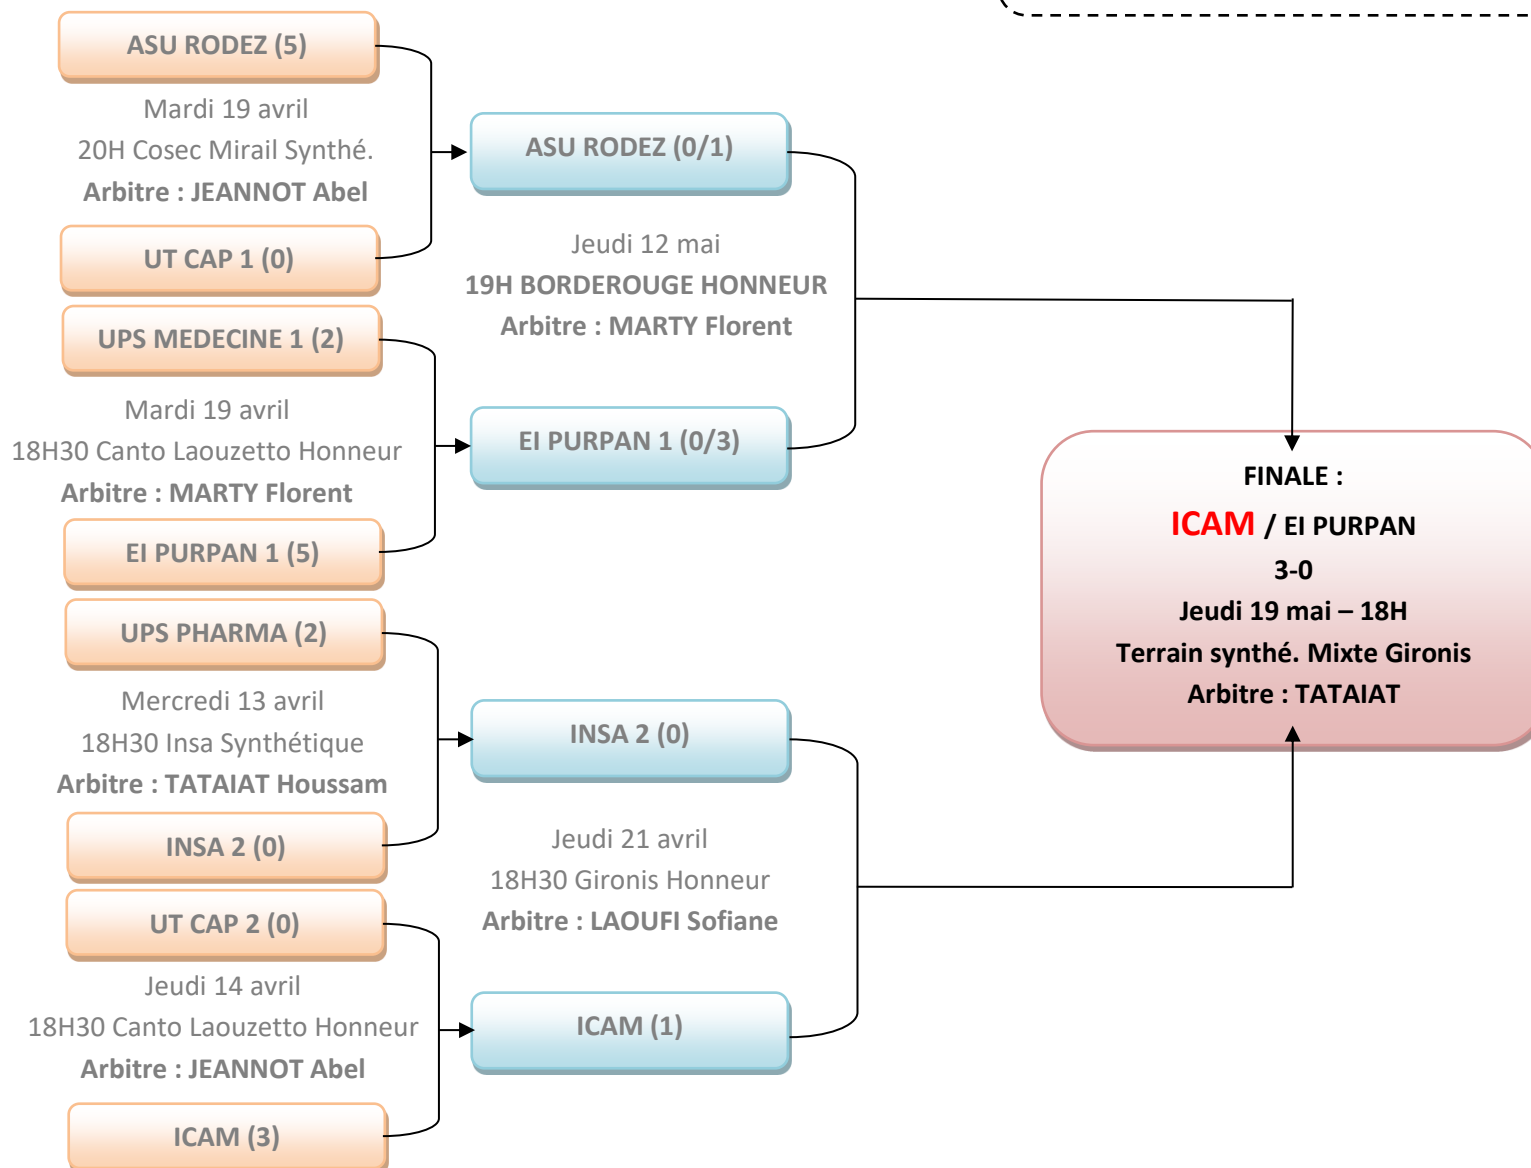 ASU RODEZ (5)
Mardi 19 avril
20H Cosec Mirail Synthé.
Arbitre : JEANNOT Abel
UT CAP 1 (0)
UPS MEDECINE 1 (2)
Mardi 19 avril
18H30 Canto Laouzetto Honneur
Arbitre : MARTY Florent
EI PURPAN 1 (5)
UPS PHARMA (2)
Mercredi 13 avril
18H30 Insa Synthétique
Arbitre : TATAIAT Houssam
INSA 2 (0)
UT CAP 2 (0)
Jeudi 14 avril
18H30 Canto Laouzetto Honneur
Arbitre : JEANNOT Abel
ICAM (3)
ASU RODEZ (0/1)
Jeudi 12 mai
19H BORDEROUGE HONNEUR
Arbitre : MARTY Florent
EI PURPAN 1 (0/3)
INSA 2 (0)
Jeudi 21 avril
18H30 Gironis Honneur
Arbitre : LAOUFI Sofiane
ICAM (1)
FINALE :
ICAM / EI PURPAN
3-0
Jeudi 19 mai – 18H
Terrain synthé. Mixte Gironis
Arbitre : TATAIAT